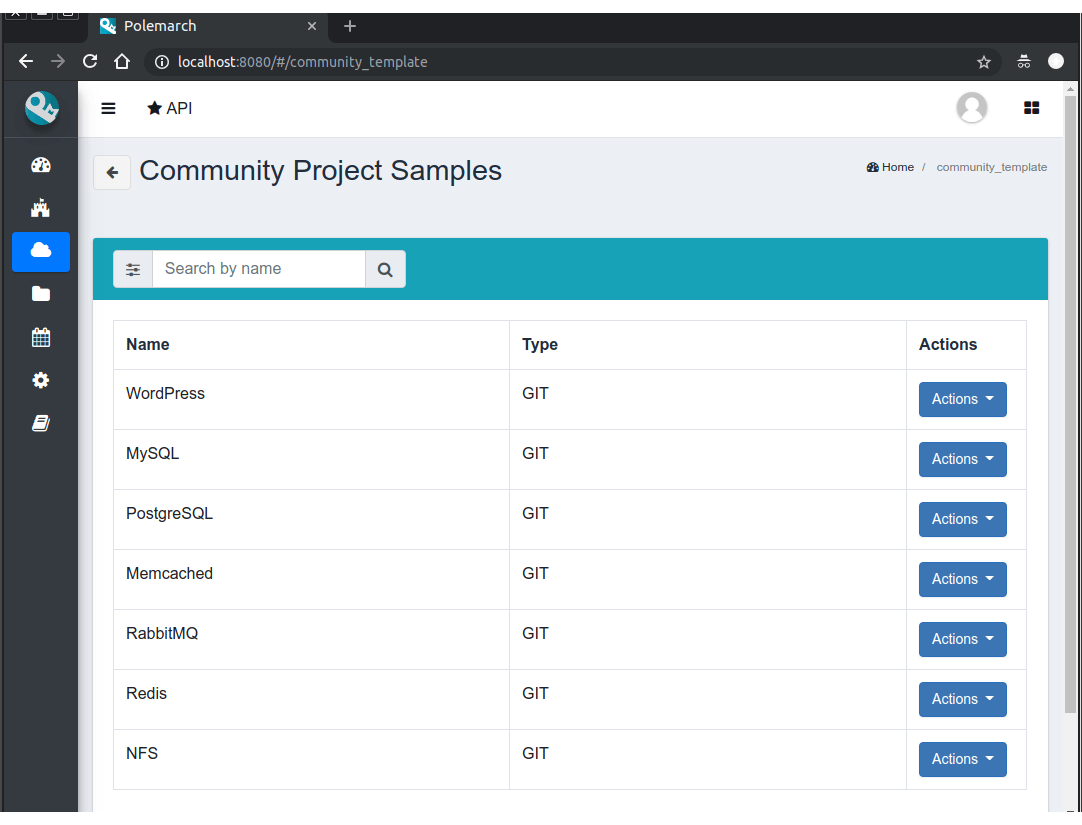 Polemarch
localhost:8080/#/community_template
API
Community Project Samples
Home / community_template
Search by name
Name Type Actions
WordPress GIT Actions
MySQL GIT Actions
PostgreSQL GIT Actions
Memcached GIT Actions
RabbitMQ GIT Actions
Redis GIT Actions
NFS GIT Actions